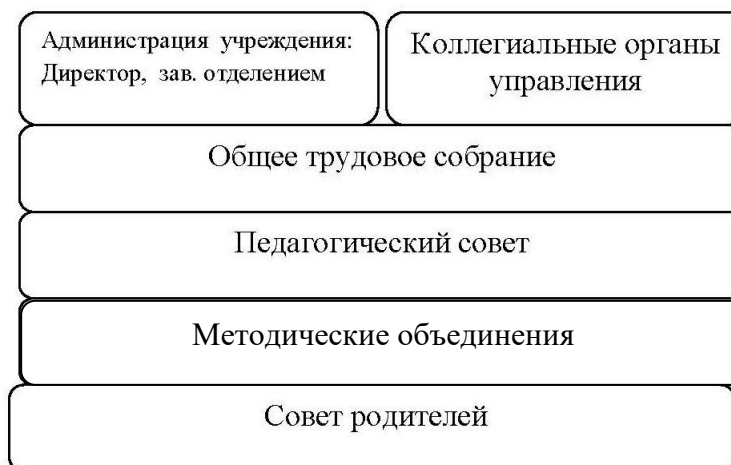 Администрация учреждения:
Директор, зав. отделением
Коллегиальные органы
управления
Общее трудовое собрание
Педагогический совет
Методические объединения
Совет родителей